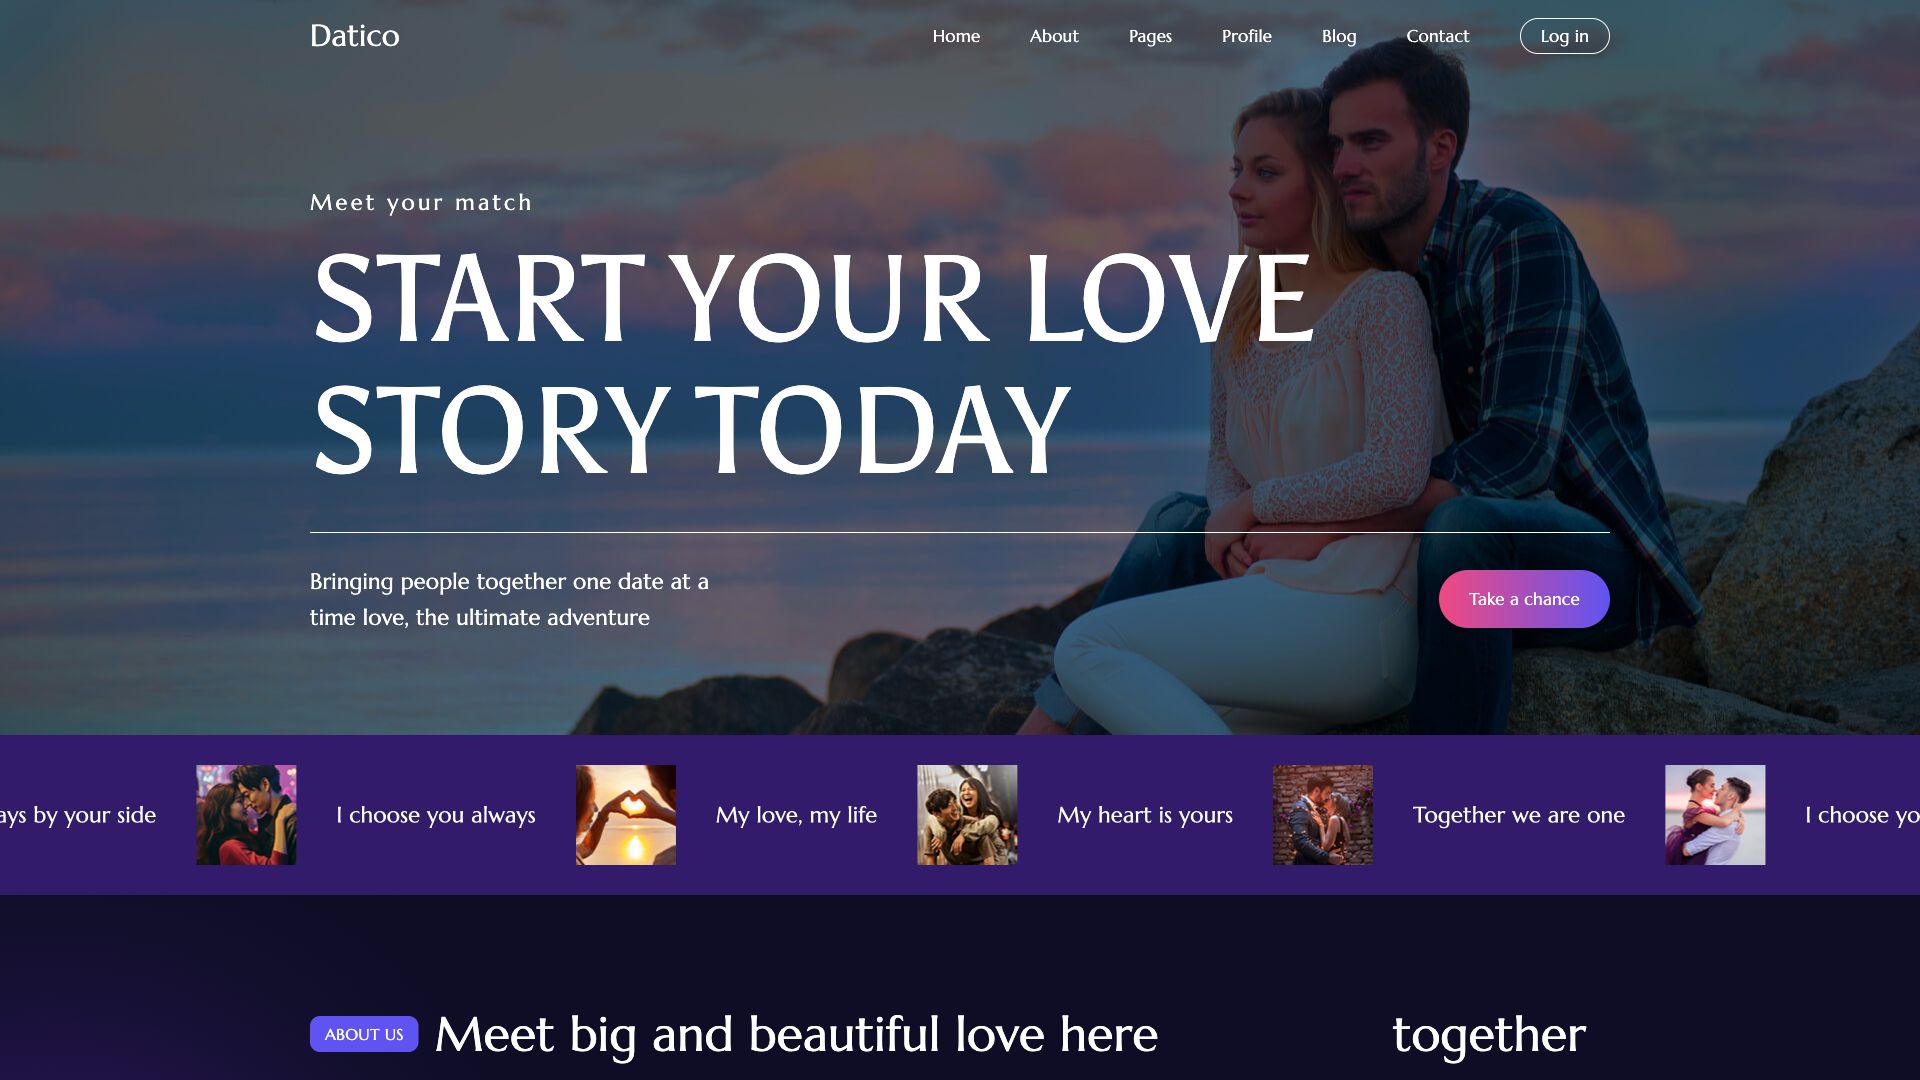 Datico
Home About Pages Profile Blog Contact Log in
Meet your match
START YOUR LOVE
STORY TODAY
Bringing people together one date at a
time love, the ultimate adventure
Take a chance
by your side I choose you always My love, my life My heart is yours Together we are one I choose
ABOUT US Meet big and beautiful love here together